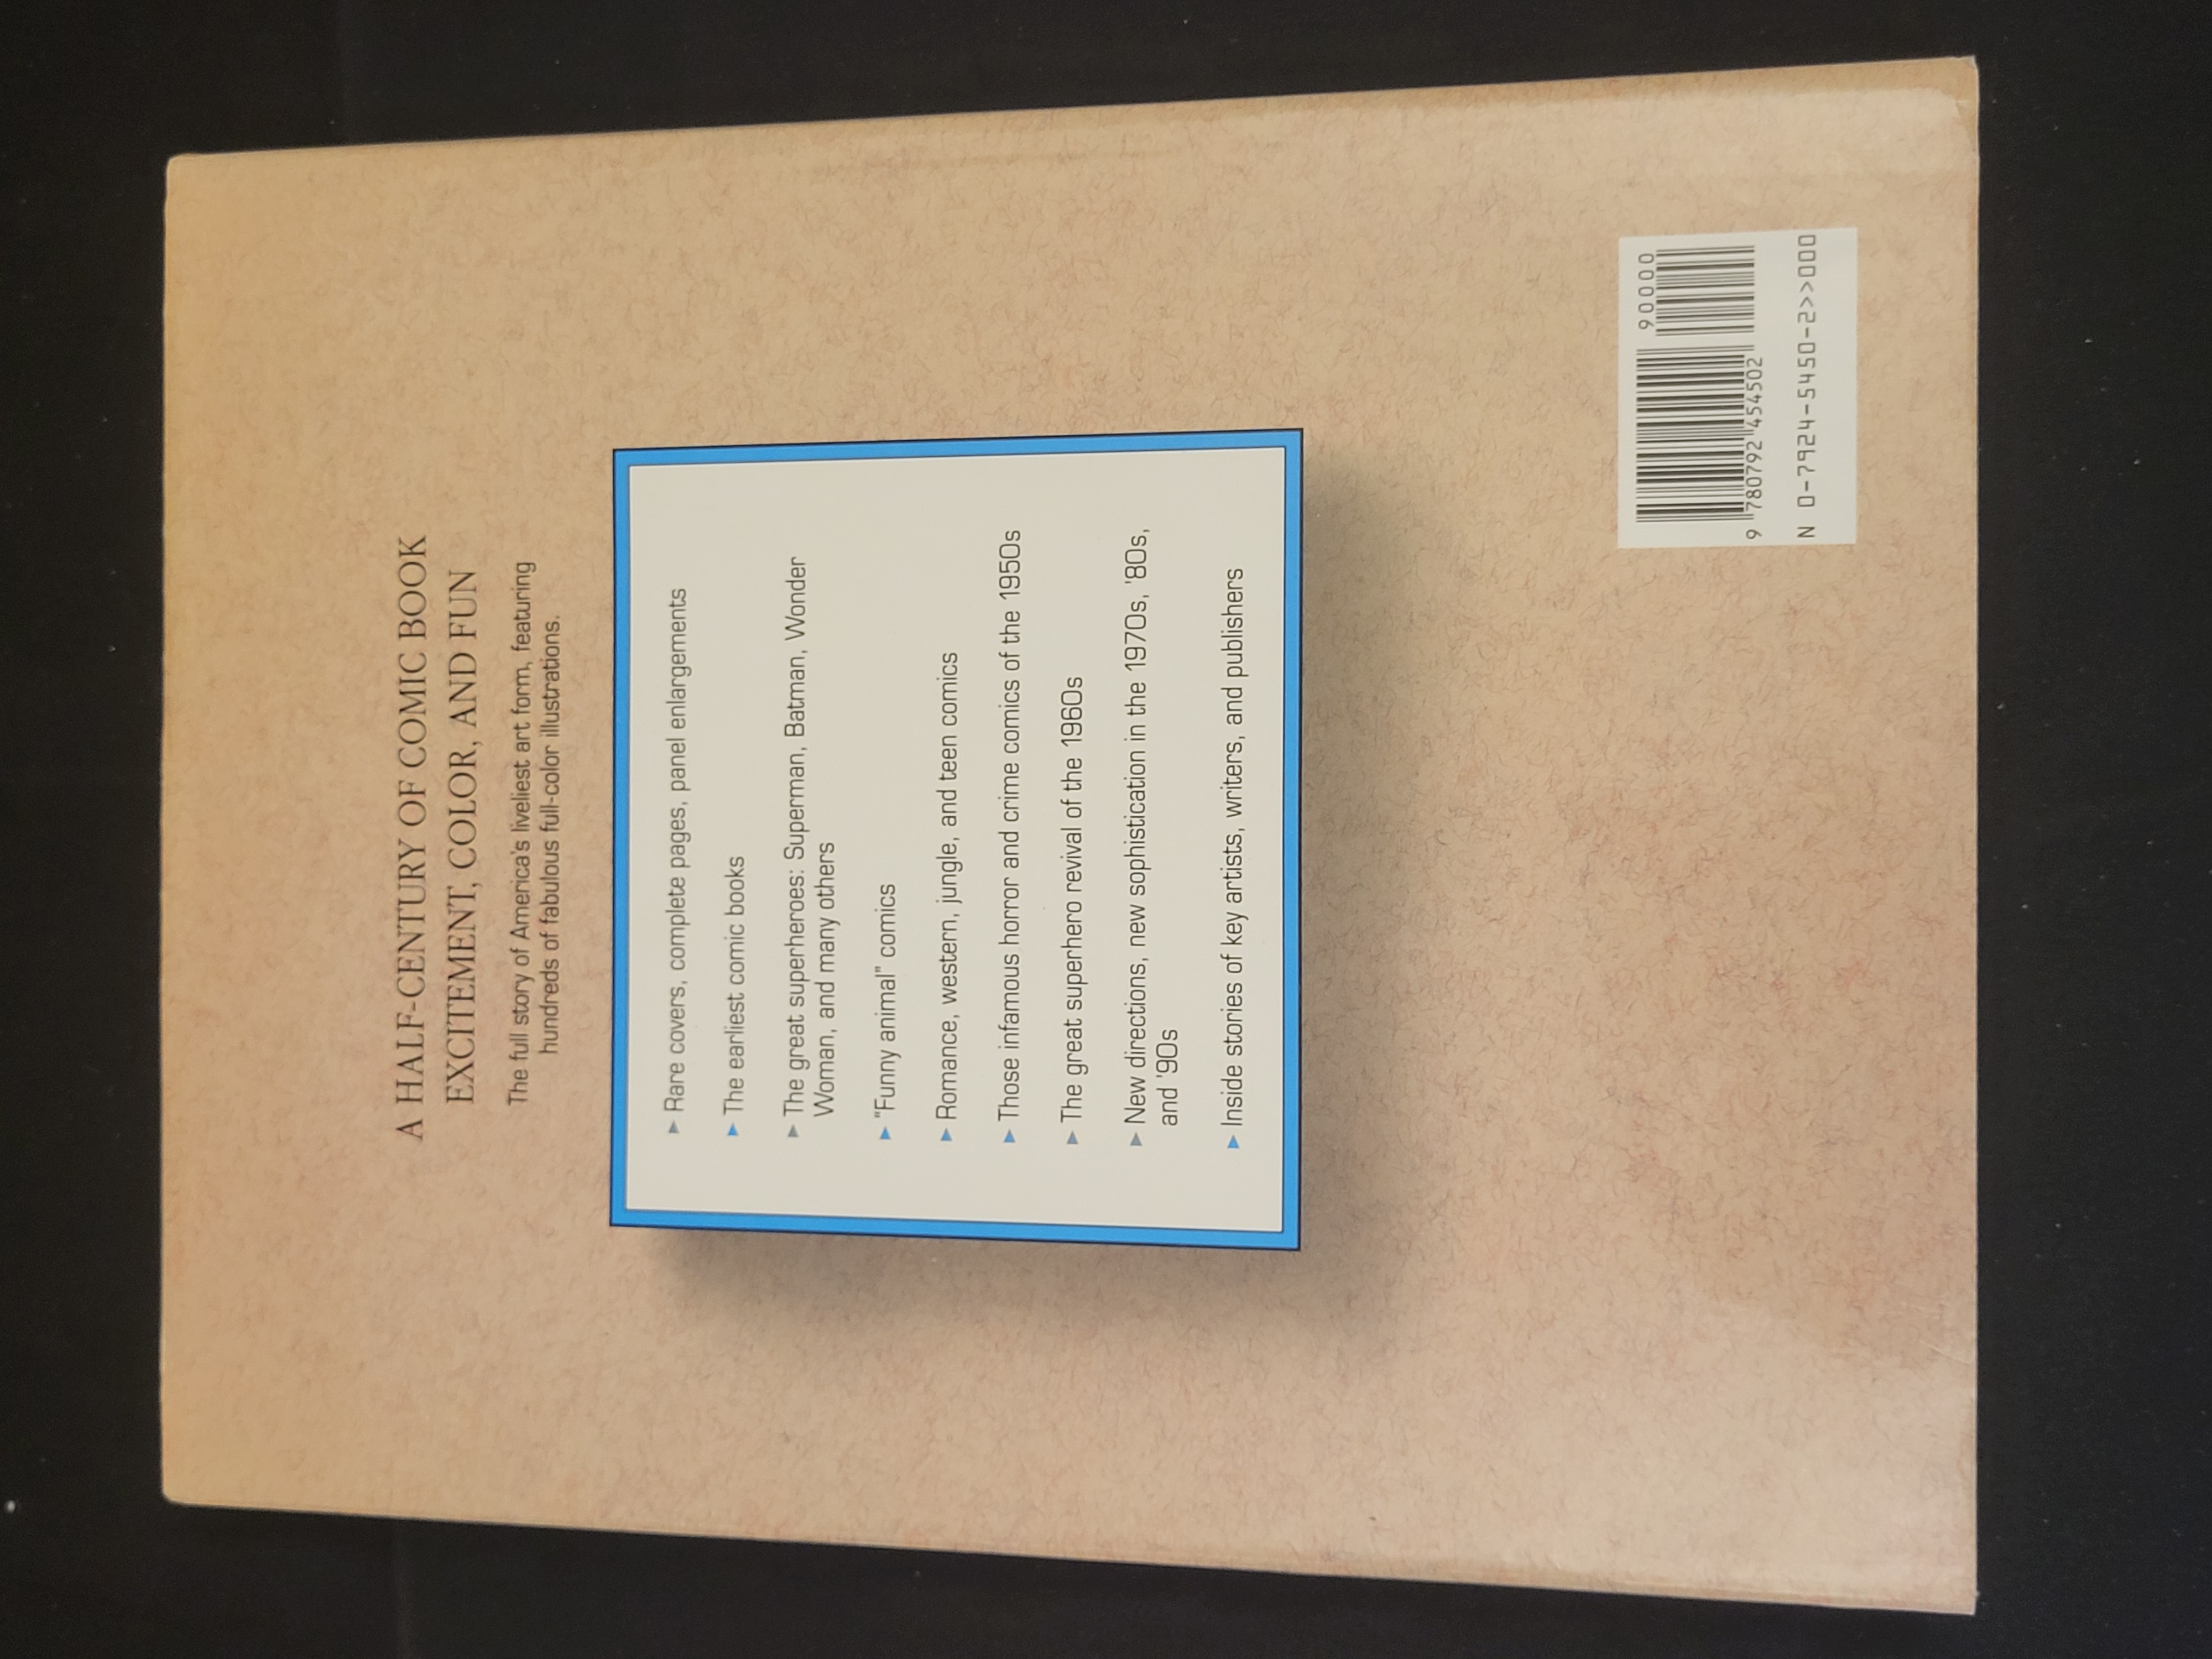 A HALF-CENTURY OF COMIC BOOK
EXCITEMENT, COLOR, AND FUN
The full story of America's liveliest art form, featuring
hundreds of fabulous full-color illustrations.
▶ Rare covers, complete pages, panel enlargements
▶ The earliest comic books
▶ The great superheroes: Superman, Batman, Wonder
Woman, and many others
▶ "Funny animal" comics
▶ Romance, western, jungle, and teen comics
▶ Those infamous horror and crime comics of the 1950s
▶ The great superhero revival of the 1960s
▶ New directions, new sophistication in the 1970s, '80s,
and '90s
▶ Inside stories of key artists, writers, and publishers
90000
9 780792 454502
N 0-7924-5450-2>>000